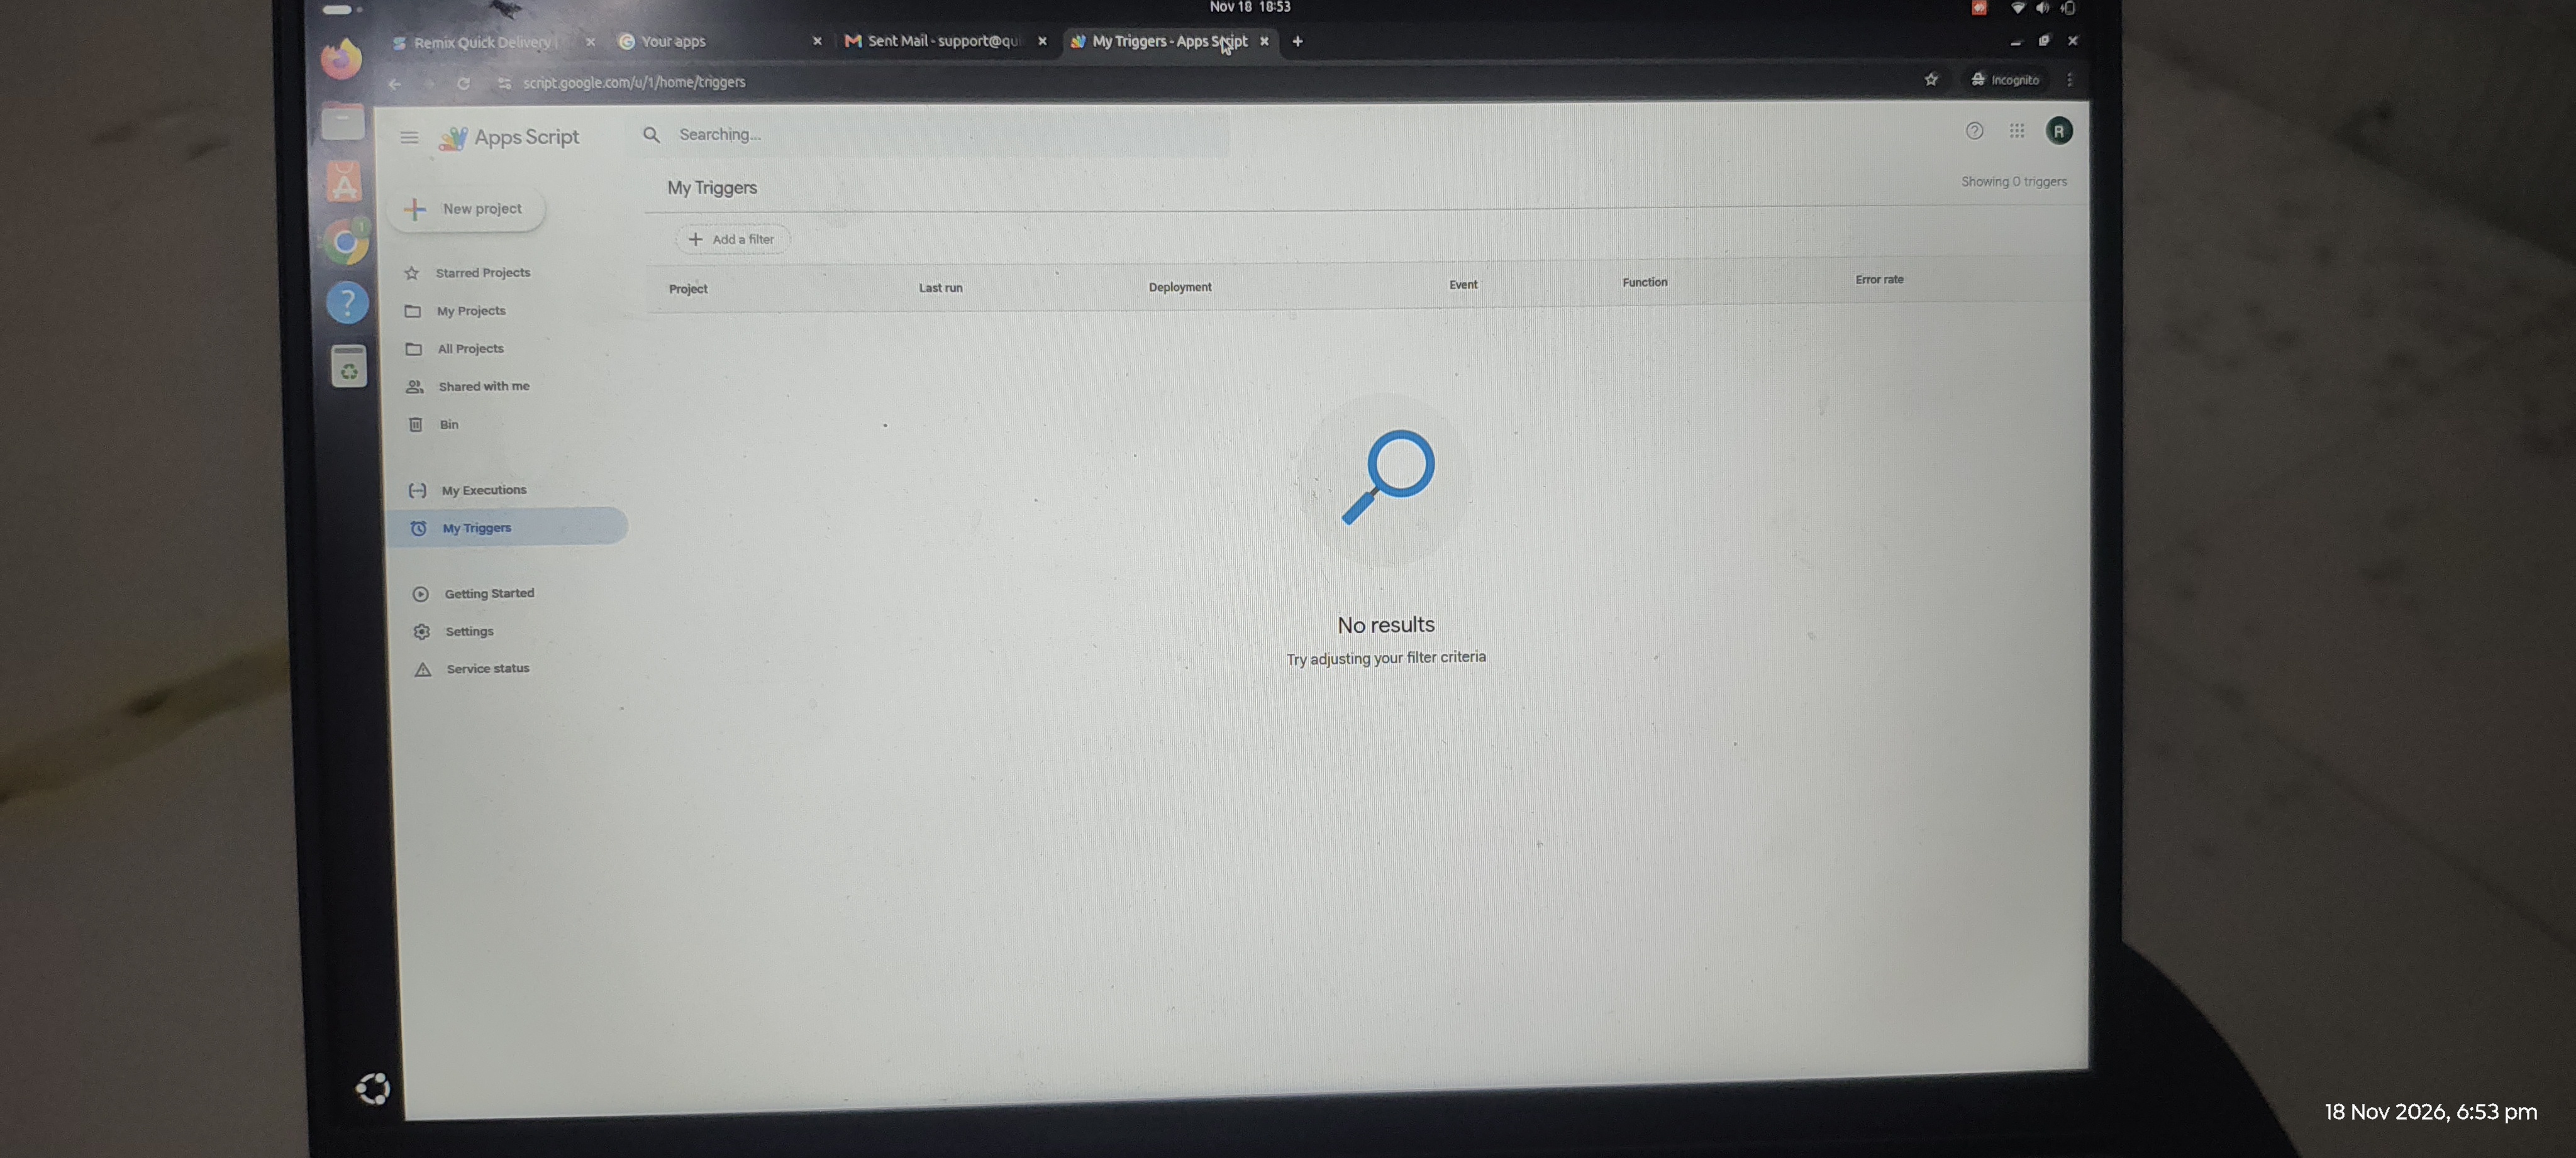 Nov 18 18:53
Remix Quick Delivery
Your apps
Sent Mail - support@qu
My Triggers - Apps Script
script.google.com/u/1/home/triggers
Incognito
Apps Script
Searching...
R
My Triggers
Showing 0 triggers
New project
Add a filter
Project Last run Deployment Event Function Error rate
Starred Projects
My Projects
All Projects
Shared with me
Bin
My Executions
My Triggers
Getting Started
Settings
Service status
No results
Try adjusting your filter criteria
18 Nov 2026, 6:53 pm